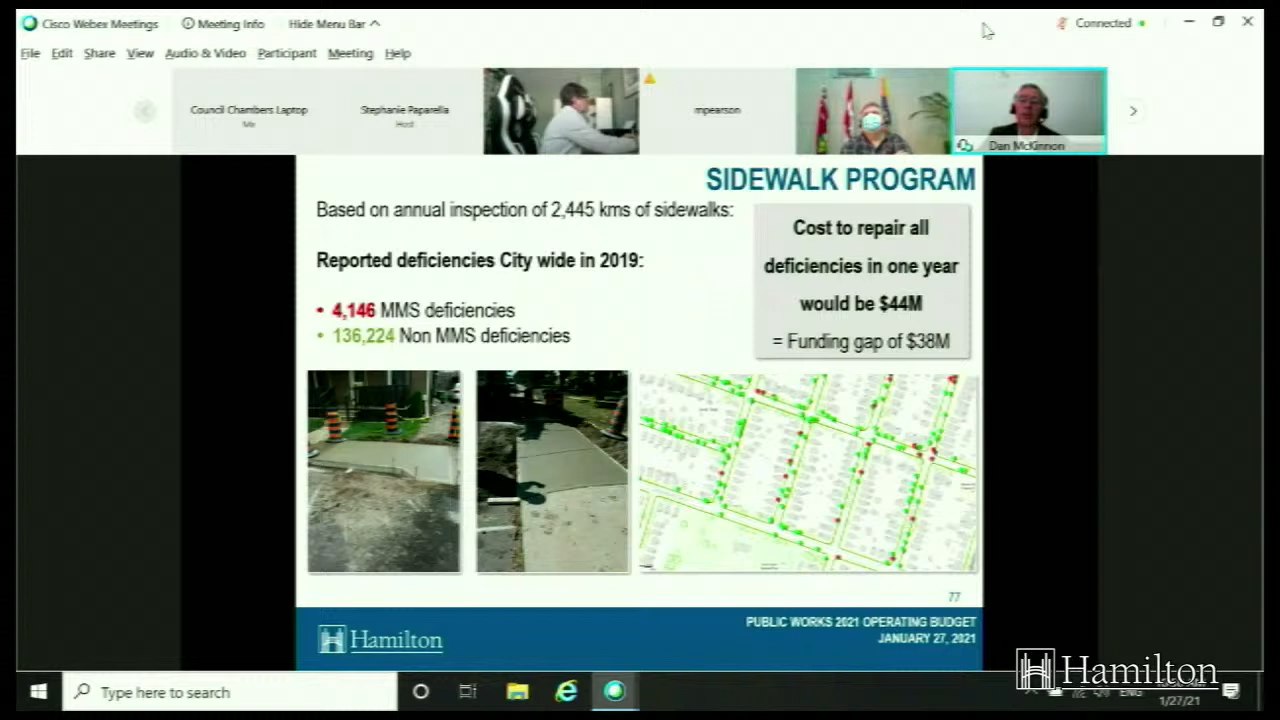 Cisco Webex Meetings
Meeting Info
Hide Menu Bar
Connected
File Edit Share View Audio & Video Participant Meeting Help
Council Chambers Laptop
Me
Stephanie Paparella
Host
mpearson
Dan McKinnon
SIDEWALK PROGRAM
Based on annual inspection of 2,445 kms of sidewalks:
Reported deficiencies City wide in 2019:
• 4,146 MMS deficiencies
• 136,224 Non MMS deficiencies
Cost to repair all
deficiencies in one year
would be $44M
= Funding gap of $38M
77
Hamilton
PUBLIC WORKS 2021 OPERATING BUDGET
JANUARY 27, 2021
Hamilton
Type here to search
ENG
1/27/21